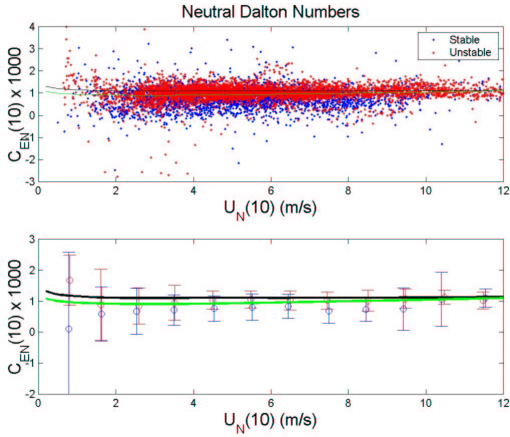 Neutral Dalton Numbers
4
3
2
1
0
-1
-2
-3
C_EN(10) x 1000
Stable
Unstable
0 2 4 6 8 10 12
U_N(10) (m/s)
3
2
1
0
-1
-2
C_EN(10) x 1000
0 2 4 6 8 10 12
U_N(10) (m/s)